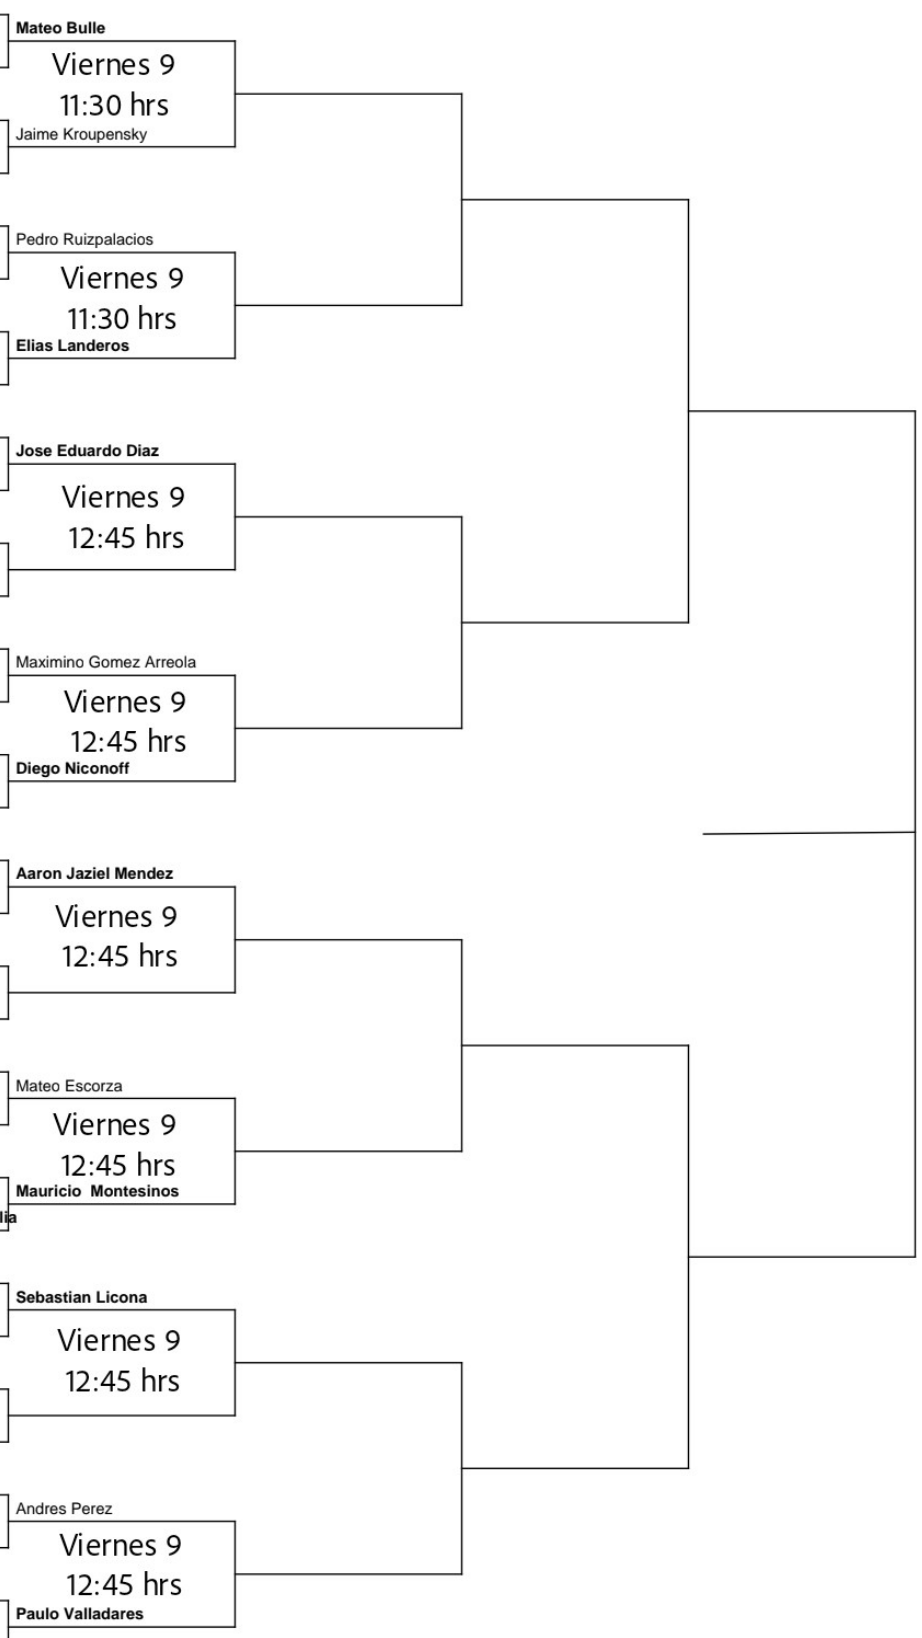 Mateo Bulle
Viernes 9
11:30 hrs
Jaime Kroupensky
Pedro Ruizpalacios
Viernes 9
11:30 hrs
Elias Landeros
Jose Eduardo Diaz
Viernes 9
12:45 hrs
Maximino Gomez Arreola
Viernes 9
12:45 hrs
Diego Niconoff
Aaron Jaziel Mendez
Viernes 9
12:45 hrs
Mateo Escorza
Viernes 9
12:45 hrs
Mauricio  Montesinos
lia
Sebastian Licona
Viernes 9
12:45 hrs
Andres Perez
Viernes 9
12:45 hrs
Paulo Valladares